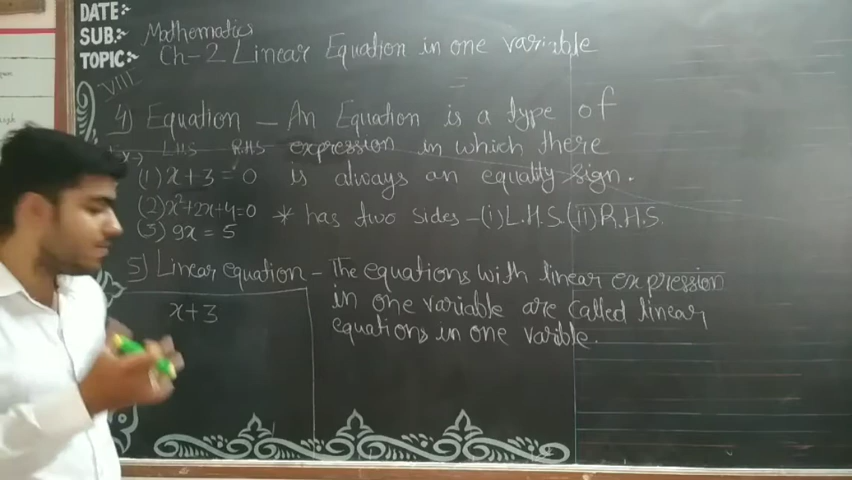 DATE:-
SUB:- Mathematics
TOPIC:- Ch-2 Linear Equation in one variable
VIII
=
4) Equation - An Equation is a type of
L.H.S R.H.S expression in which there
(1) x+3=0 is always an equality sign.
(2) x²+2x+4=0 * has two sides - (i) L.H.S. (ii) R.H.S.
(3) 9x = 5
5) Linear equation - The equations with linear expression
x+3 in one variable are called linear
equations in one varible.